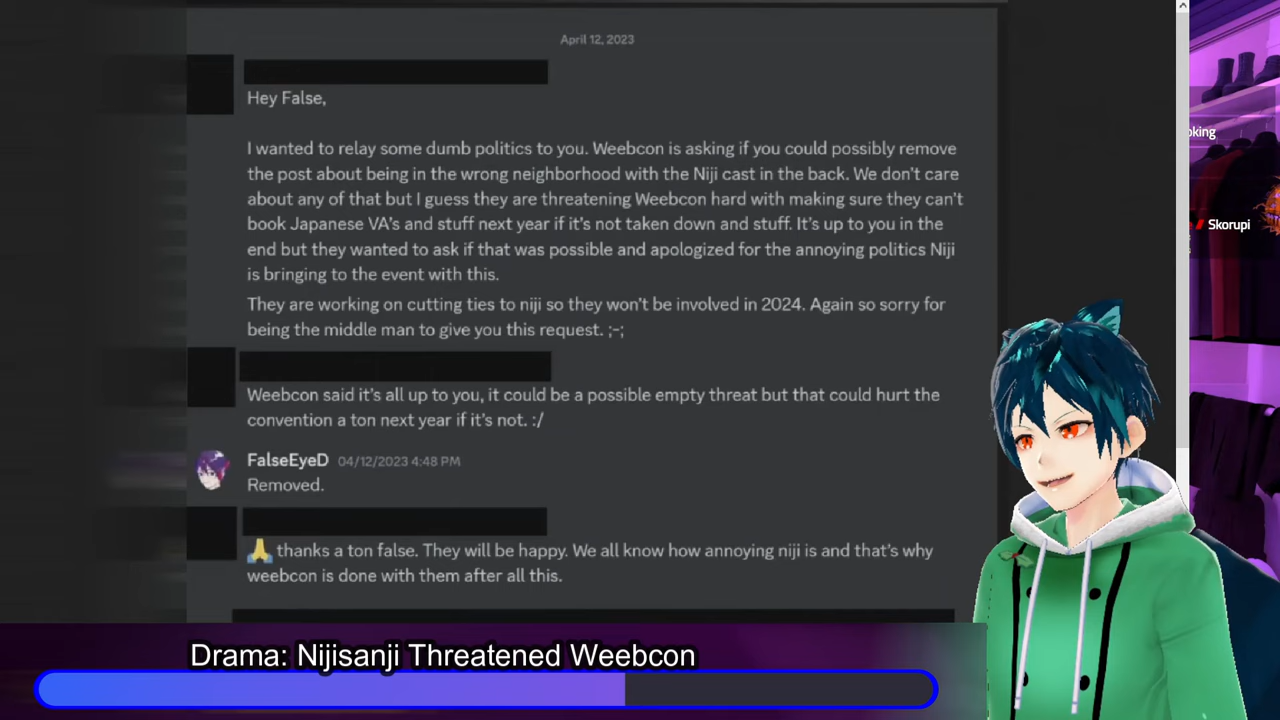 April 12, 2023
Hey False,
I wanted to relay some dumb politics to you. Weebcon is asking if you could possibly remove
the post about being in the wrong neighborhood with the Niji cast in the back. We don't care
about any of that but I guess they are threatening Weebcon hard with making sure they can't
book Japanese VA's and stuff next year if it's not taken down and stuff. It's up to you in the
end but they wanted to ask if that was possible and apologized for the annoying politics Niji
is bringing to the event with this.
They are working on cutting ties to niji so they won't be involved in 2024. Again so sorry for
being the middle man to give you this request. ;-;
Weebcon said it's all up to you, it could be a possible empty threat but that could hurt the
convention a ton next year if it's not. :/
FalseEyeD 04/12/2023 4:48 PM
Removed.
🙏 thanks a ton false. They will be happy. We all know how annoying niji is and that's why
weebcon is done with them after all this.
oking
Skorupi
Drama: Nijisanji Threatened Weebcon